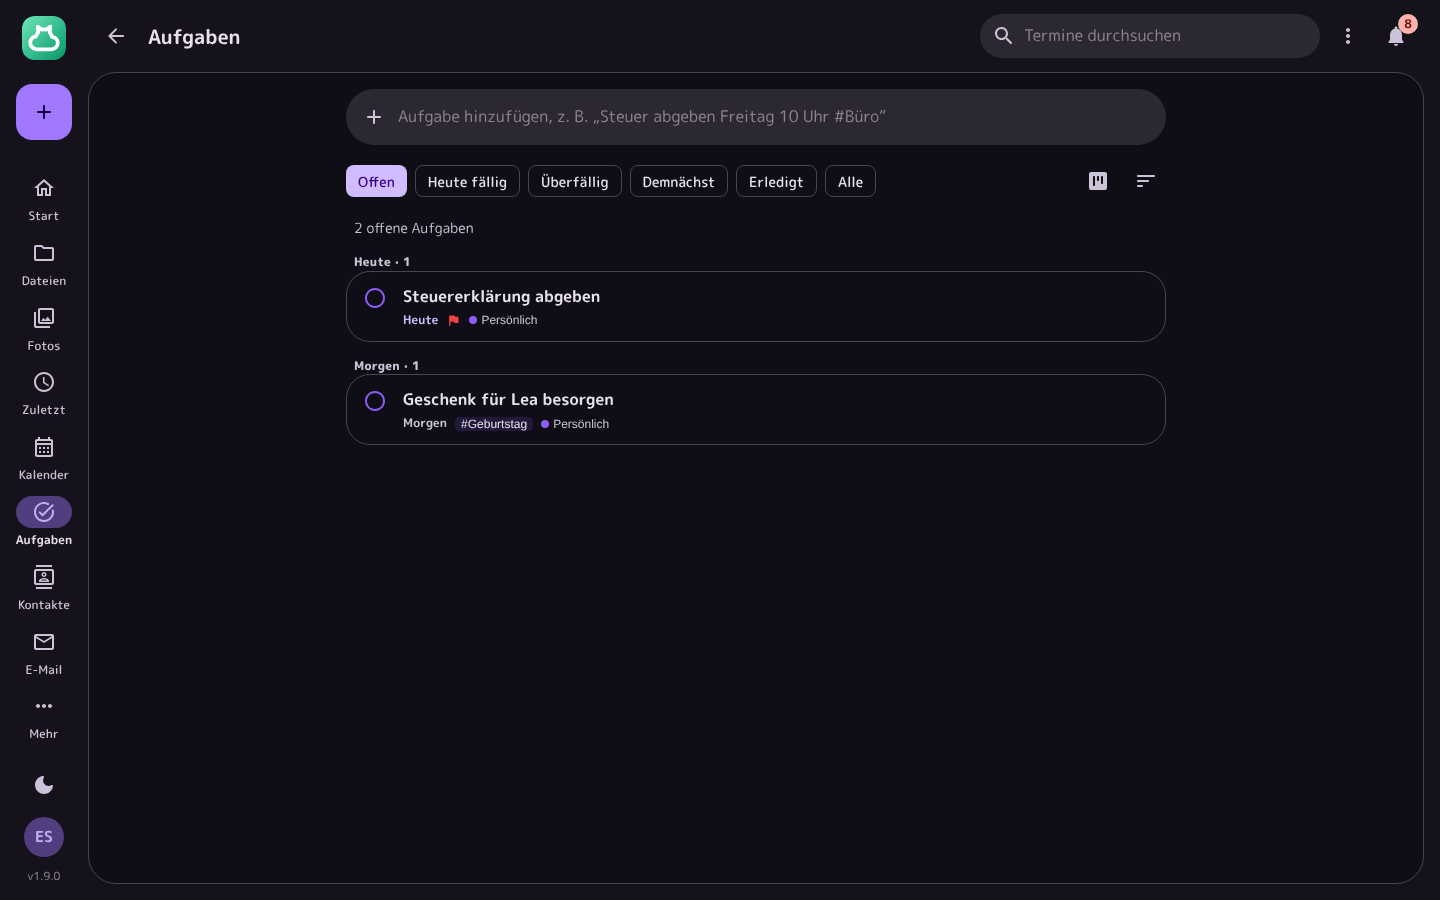 Aufgaben
Termine durchsuchen
8
+
Start
Dateien
Fotos
Zuletzt
Kalender
Aufgaben
Kontakte
E-Mail
Mehr
ES
v1.9.0
Aufgabe hinzufügen, z. B. „Steuer abgeben Freitag 10 Uhr #Büro“
Offen Heute fällig Überfällig Demnächst Erledigt Alle
2 offene Aufgaben
Heute · 1
Steuererklärung abgeben
Heute Persönlich
Morgen · 1
Geschenk für Lea besorgen
Morgen #Geburtstag Persönlich